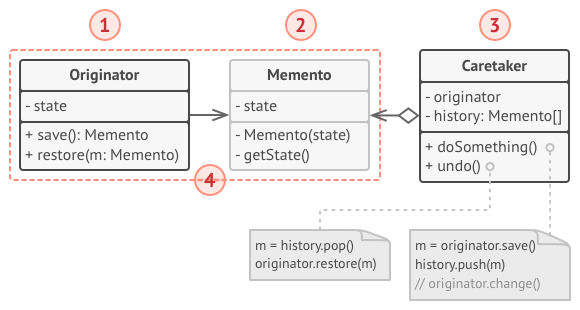 1
2
3
Originator
- state
+ save(): Memento
+ restore(m: Memento)
Memento
- state
- Memento(state)
- getState()
Caretaker
- originator
- history: Memento[]
+ doSomething()
+ undo()
4
m = history.pop()
originator.restore(m)
m = originator.save()
history.push(m)
// originator.change()